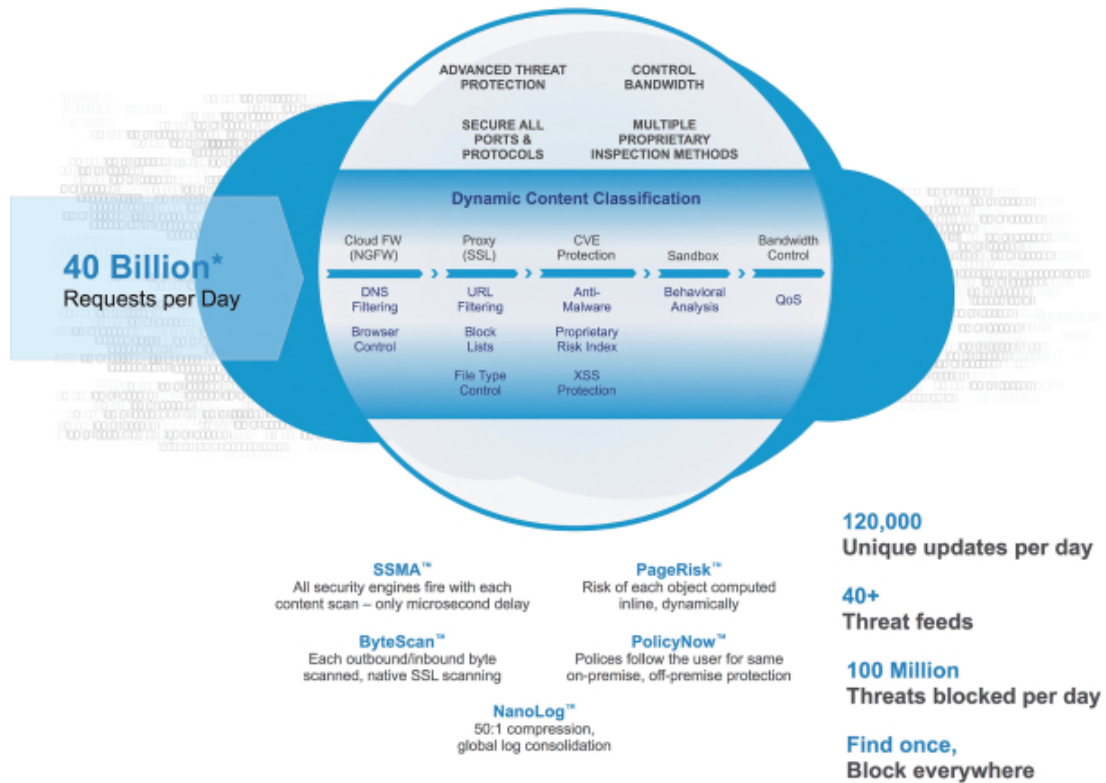 ADVANCED THREAT
PROTECTION
CONTROL
BANDWIDTH
SECURE ALL
PORTS &
PROTOCOLS
MULTIPLE
PROPRIETARY
INSPECTION METHODS
Dynamic Content Classification
40 Billion*
Requests per Day
Cloud FW
(NGFW)
DNS
Filtering
Browser
Control
Proxy
(SSL)
URL
Filtering
Block
Lists
File Type
Control
CVE
Protection
Anti-
Malware
Proprietary
Risk Index
XSS
Protection
Sandbox
Behavioral
Analysis
Bandwidth
Control
QoS
SSMA™
All security engines fire with each
content scan – only microsecond delay
PageRisk™
Risk of each object computed
inline, dynamically
ByteScan™
Each outbound/inbound byte
scanned, native SSL scanning
PolicyNow™
Polices follow the user for same
on-premise, off-premise protection
NanoLog™
50:1 compression,
global log consolidation
120,000
Unique updates per day
40+
Threat feeds
100 Million
Threats blocked per day
Find once,
Block everywhere